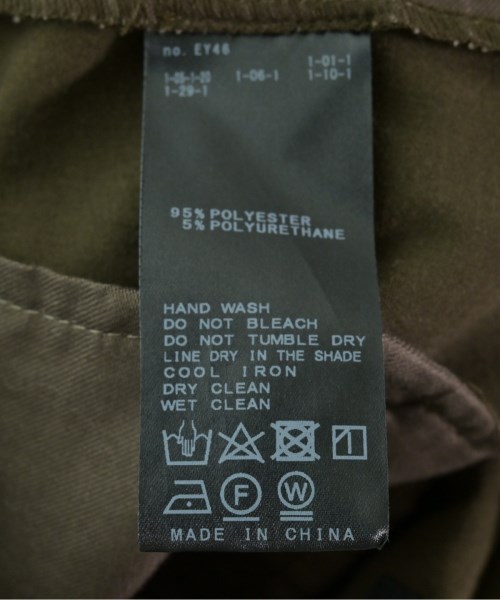 no. EY46
1-01-1
1-05-1-20 1-06-1 1-10-1
1-29-1
95% POLYESTER
5% POLYURETHANE
HAND WASH
DO NOT BLEACH
DO NOT TUMBLE DRY
LINE DRY IN THE SHADE
COOL IRON
DRY CLEAN
WET CLEAN
F W
MADE IN CHINA